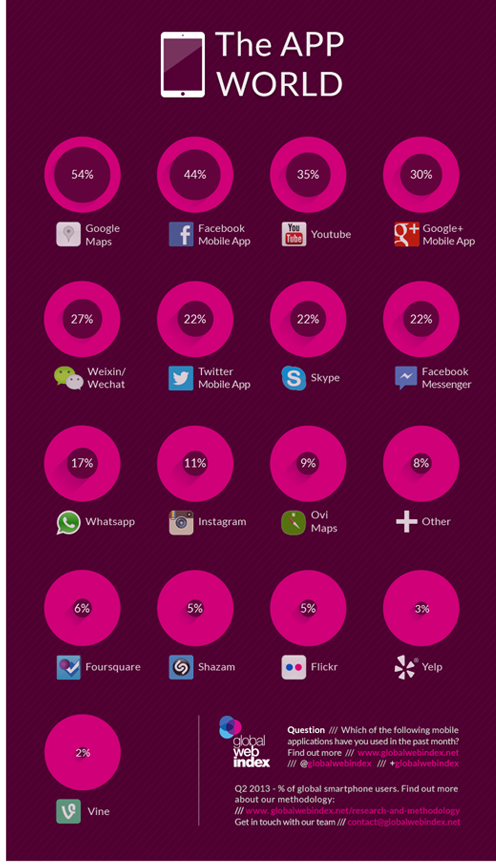 The APP
WORLD
54%
44%
35%
30%
Google
Maps
Facebook
Mobile App
You
Tube
Youtube
g+
Google+
Mobile App
27%
22%
22%
22%
Weixin/
Wechat
Twitter
Mobile App
Skype
Facebook
Messenger
17%
11%
9%
8%
Whatsapp
Instagram
Ovi
Maps
Other
6%
5%
5%
3%
Foursquare
Shazam
Flickr
Yelp
2%
Vine
global
web
index
Question /// Which of the following mobile
applications have you used in the past month?
Find out more /// www.globalwebindex.net
/// @globalwebindex /// +globalwebindex
Q2 2013 - % of global smartphone users. Find out more
about our methodology:
/// www.globalwebindex.net/research-and-methodology
Get in touch with our team /// contact@globalwebindex.net